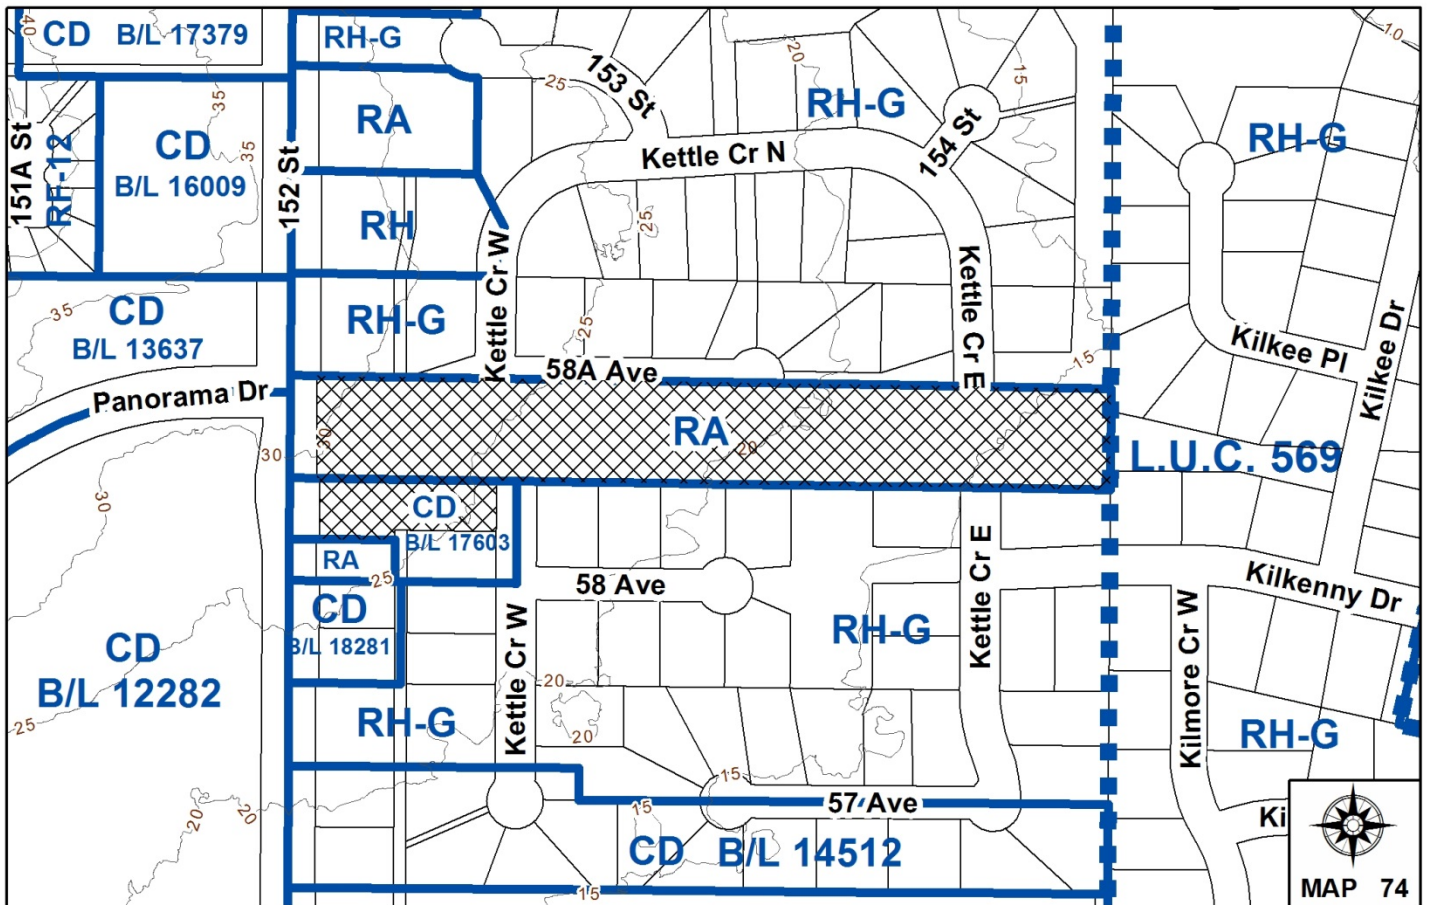 40
CD B/L 17379
RH-G
153 St
20
15
10
25
RA
RH-G
RH-G
151A St
RF-12
35
CD
B/L 16009
35
152 St
Kettle Cr N
154 St
RH
25
Kettle Cr W
Kettle Cr E
35
CD
B/L 13637
RH-G
25
58A Ave
15
Kilkee Pl
Kilkee Dr
Panorama Dr
30
30
RA
20
L.U.C. 569
30
CD
B/L 17603
RA
25
58 Ave
Kettle Cr E
Kilkenny Dr
CD
B/L 18281
Kettle Cr W
RH-G
Kilmore Cr W
CD
B/L 12282
25
RH-G
20
20
RH-G
15
20
20
15
57 Ave
Ki
CD B/L 14512
15
MAP 74